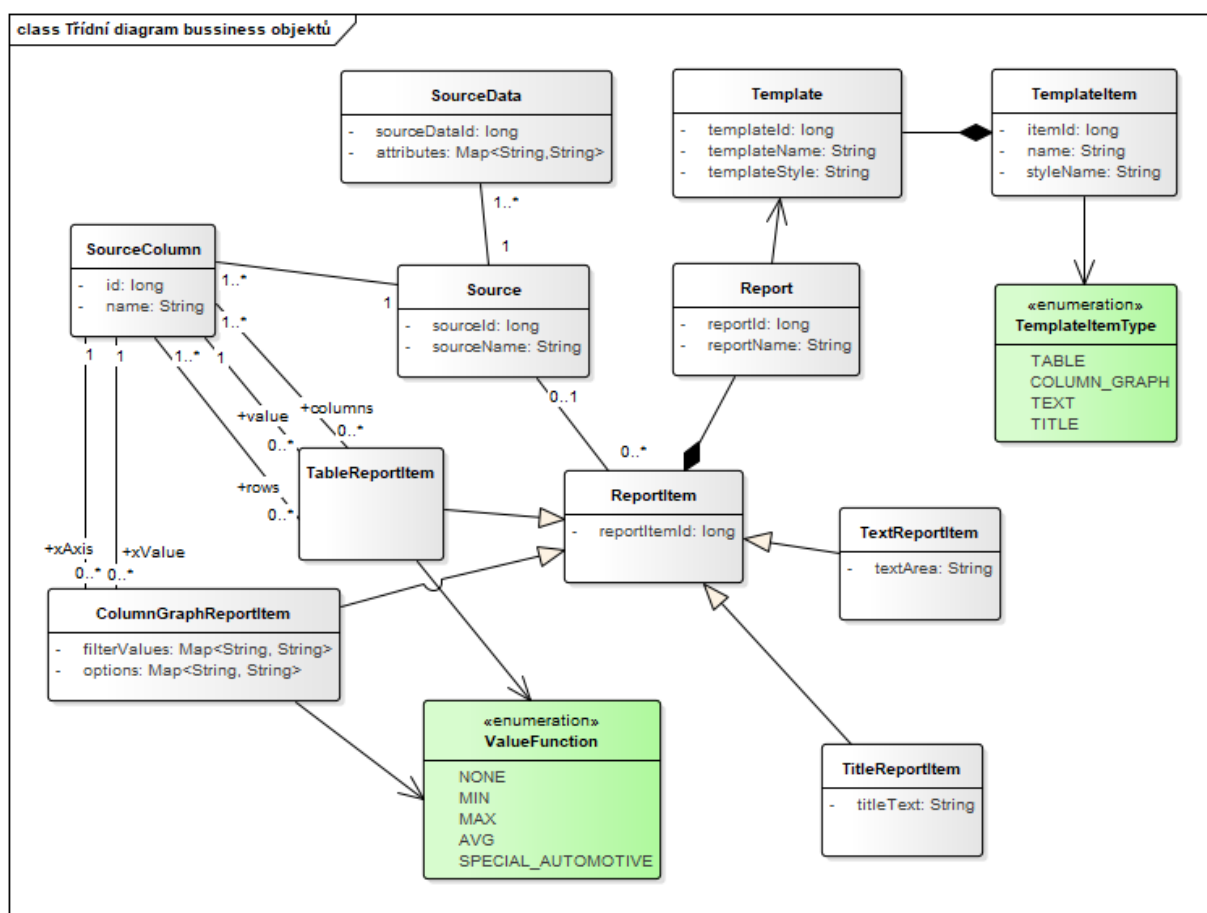 class Třídní diagram bussiness objektů
SourceData
- sourceDataId: long
- attributes: Map<String,String>
Template
- templateId: long
- templateName: String
- templateStyle: String
TemplateItem
- itemId: long
- name: String
- styleName: String
1..*
1
SourceColumn
- id: long
- name: String
1..*
1
Source
- sourceId: long
- sourceName: String
Report
- reportId: long
- reportName: String
«enumeration»
TemplateItemType
TABLE
COLUMN_GRAPH
TEXT
TITLE
1
1
1..*
1
1..*
+value
+columns
0..*
0..*
+rows
0..*
0..1
0..*
+xAxis
+xValue
0..*
0..*
TableReportItem
ReportItem
- reportItemId: long
TextReportItem
- textArea: String
ColumnGraphReportItem
- filterValues: Map<String, String>
- options: Map<String, String>
«enumeration»
ValueFunction
NONE
MIN
MAX
AVG
SPECIAL_AUTOMOTIVE
TitleReportItem
- titleText: String